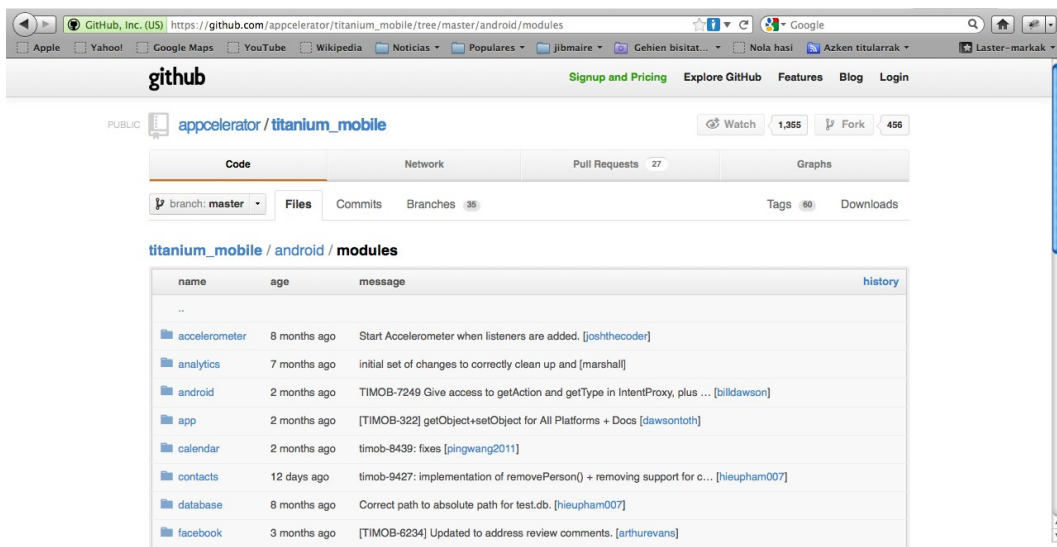 GitHub, Inc. (US) https://github.com/appcelerator/titanium_mobile/tree/master/android/modules Google
Apple Yahoo! Google Maps YouTube Wikipedia Noticias Populares jibmaire Gehien bisitat... Nola hasi Azken titularrak Laster-markak
github Signup and Pricing Explore GitHub Features Blog Login
PUBLIC appcelerator / titanium_mobile Watch 1,355 Fork 456
Code Network Pull Requests 27 Graphs
branch: master Files Commits Branches 35 Tags 60 Downloads
titanium_mobile / android / modules
name age message history
..
accelerometer 8 months ago Start Accelerometer when listeners are added. [joshthecoder]
analytics 7 months ago initial set of changes to correctly clean up and [marshall]
android 2 months ago TIMOB-7249 Give access to getAction and getType in IntentProxy, plus … [billdawson]
app 2 months ago [TIMOB-322] getObject+setObject for All Platforms + Docs [dawsontoth]
calendar 2 months ago timob-8439: fixes [pingwang2011]
contacts 12 days ago timob-9427: implementation of removePerson() + removing support for c… [hieupham007]
database 8 months ago Correct path to absolute path for test.db. [hieupham007]
facebook 3 months ago [TIMOB-6234] Updated to address review comments. [arthurevans]